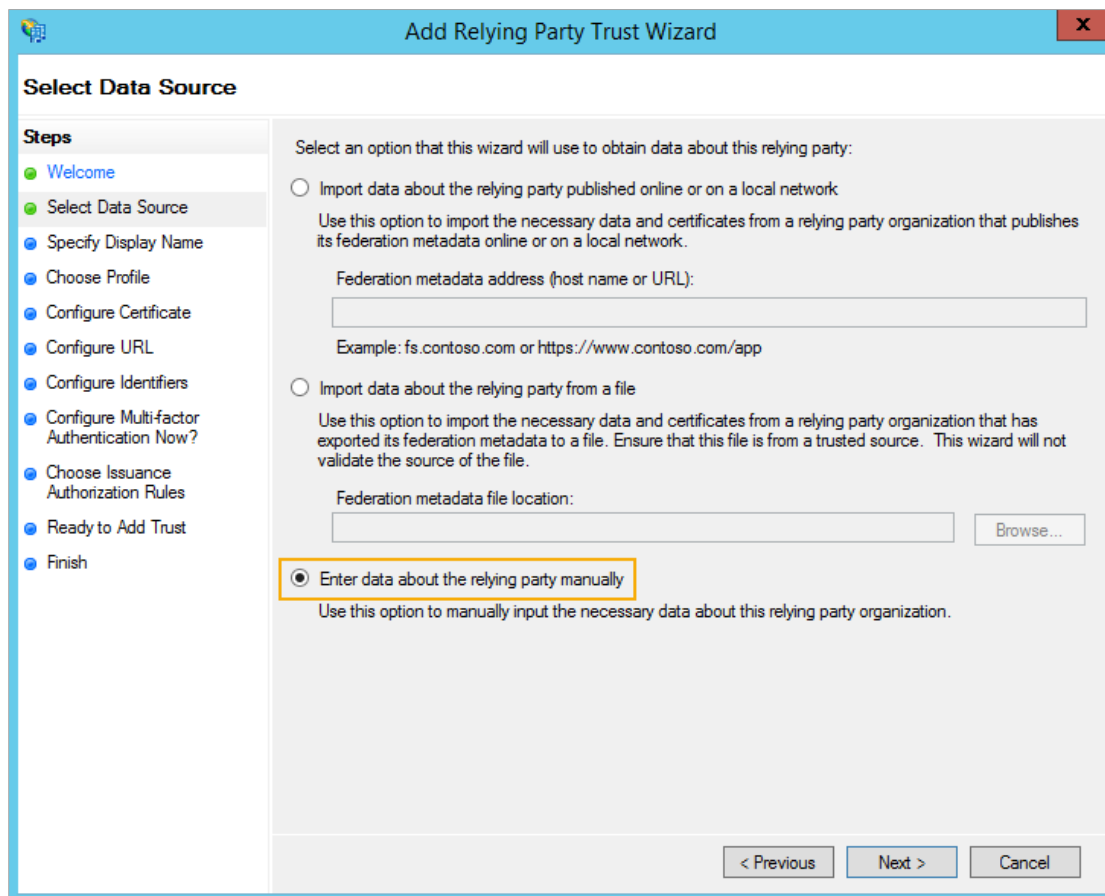 Add Relying Party Trust Wizard
x
Select Data Source
Steps
Welcome
Select Data Source
Specify Display Name
Choose Profile
Configure Certificate
Configure URL
Configure Identifiers
Configure Multi-factor
Authentication Now?
Choose Issuance
Authorization Rules
Ready to Add Trust
Finish
Select an option that this wizard will use to obtain data about this relying party:
Import data about the relying party published online or on a local network
Use this option to import the necessary data and certificates from a relying party organization that publishes
its federation metadata online or on a local network.
Federation metadata address (host name or URL):
Example: fs.contoso.com or https://www.contoso.com/app
Import data about the relying party from a file
Use this option to import the necessary data and certificates from a relying party organization that has
exported its federation metadata to a file. Ensure that this file is from a trusted source.  This wizard will not
validate the source of the file.
Federation metadata file location:
Browse...
Enter data about the relying party manually
Use this option to manually input the necessary data about this relying party organization.
< Previous
Next >
Cancel